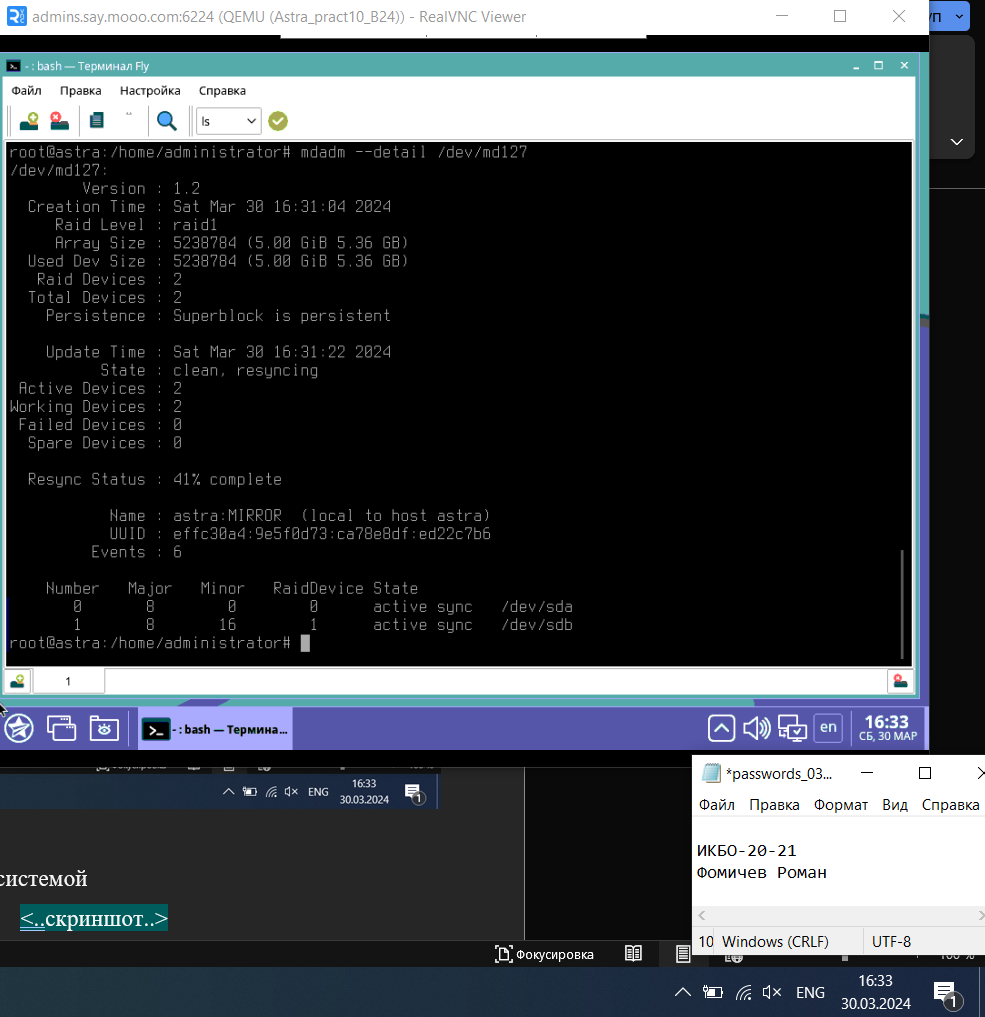 admins.say.mooo.com:6224 (QEMU (Astra_pract10_B24)) - RealVNC Viewer
- : bash — Терминал Fly
Файл Правка Настройка Справка
ls
root@astra:/home/administrator# mdadm --detail /dev/md127
/dev/md127:
Version : 1.2
Creation Time : Sat Mar 30 16:31:04 2024
Raid Level : raid1
Array Size : 5238784 (5.00 GiB 5.36 GB)
Used Dev Size : 5238784 (5.00 GiB 5.36 GB)
Raid Devices : 2
Total Devices : 2
Persistence : Superblock is persistent
Update Time : Sat Mar 30 16:31:22 2024
State : clean, resyncing
Active Devices : 2
Working Devices : 2
Failed Devices : 0
Spare Devices : 0
Resync Status : 41% complete
Name : astra:MIRROR (local to host astra)
UUID : effc30a4:9e5f0d73:ca78e8df:ed22c7b6
Events : 6
Number Major Minor RaidDevice State
0 8 0 0 active sync /dev/sda
1 8 16 1 active sync /dev/sdb
root@astra:/home/administrator#
1
- : bash — Термина...
en
16:33
СБ, 30 МАР
ENG
16:33
30.03.2024
1
*passwords_03...
Файл Правка Формат Вид Справка
ИКБО-20-21
Фомичев Роман
10 Windows (CRLF) UTF-8
системой
<..скриншот..>
Фокусировка
100 %
ENG
16:33
30.03.2024
1